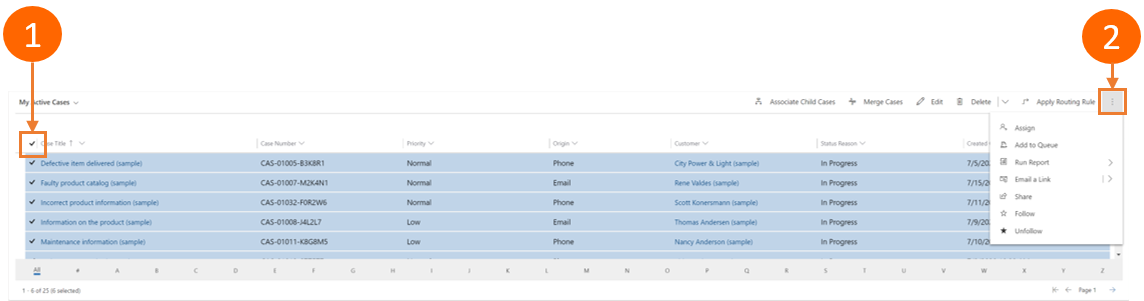 1
2
My Active Cases
Associate Child Cases Merge Cases Edit Delete Apply Routing Rule
Case Title Case Number Priority Origin Customer Status Reason Created
Assign
Add to Queue
Run Report
Email a Link
Share
Follow
Unfollow
Defective item delivered (sample) CAS-01005-B3K8R1 Normal Phone City Power & Light (sample) In Progress 7/5/20
Faulty product catalog (sample) CAS-01007-M2K4N1 Normal Email Rene Valdes (sample) In Progress 7/15/20
Incorrect product information (sample) CAS-01032-F0R2W6 Normal Phone Scott Konersmann (sample) In Progress 7/11/20
Information on the product (sample) CAS-01008-J4L2L7 Low Email Thomas Andersen (sample) In Progress 7/9/20
Maintenance information (sample) CAS-01011-K8G8M5 Low Phone Nancy Anderson (sample) In Progress 7/10/20
All # A B C D E F G H I J K L M N O P Q R S T U V W X Y Z
1 - 6 of 25 (6 selected) Page 1